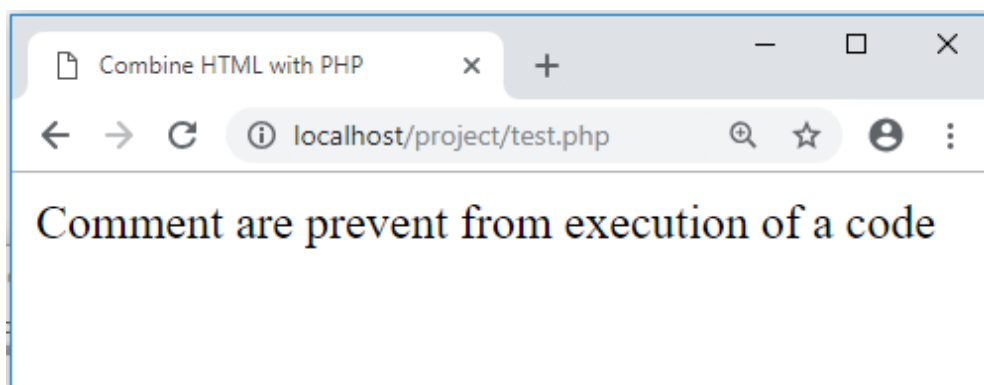 Combine HTML with PHP
localhost/project/test.php
Comment are prevent from execution of a code